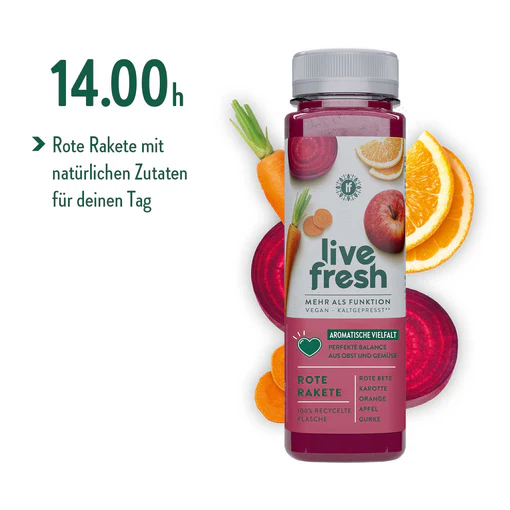 14.00h
Rote Rakete mit
natürlichen Zutaten
für deinen Tag
lf
live
fresh
MEHR ALS FUNKTION
VEGAN - KALTGEPRESST**
AROMATISCHE VIELFALT
PERFEKTE BALANCE
AUS OBST UND GEMÜSE
ROTE
RAKETE
100% RECYCELTE
FLASCHE
ROTE BETE
KAROTTE
ORANGE
APFEL
GURKE